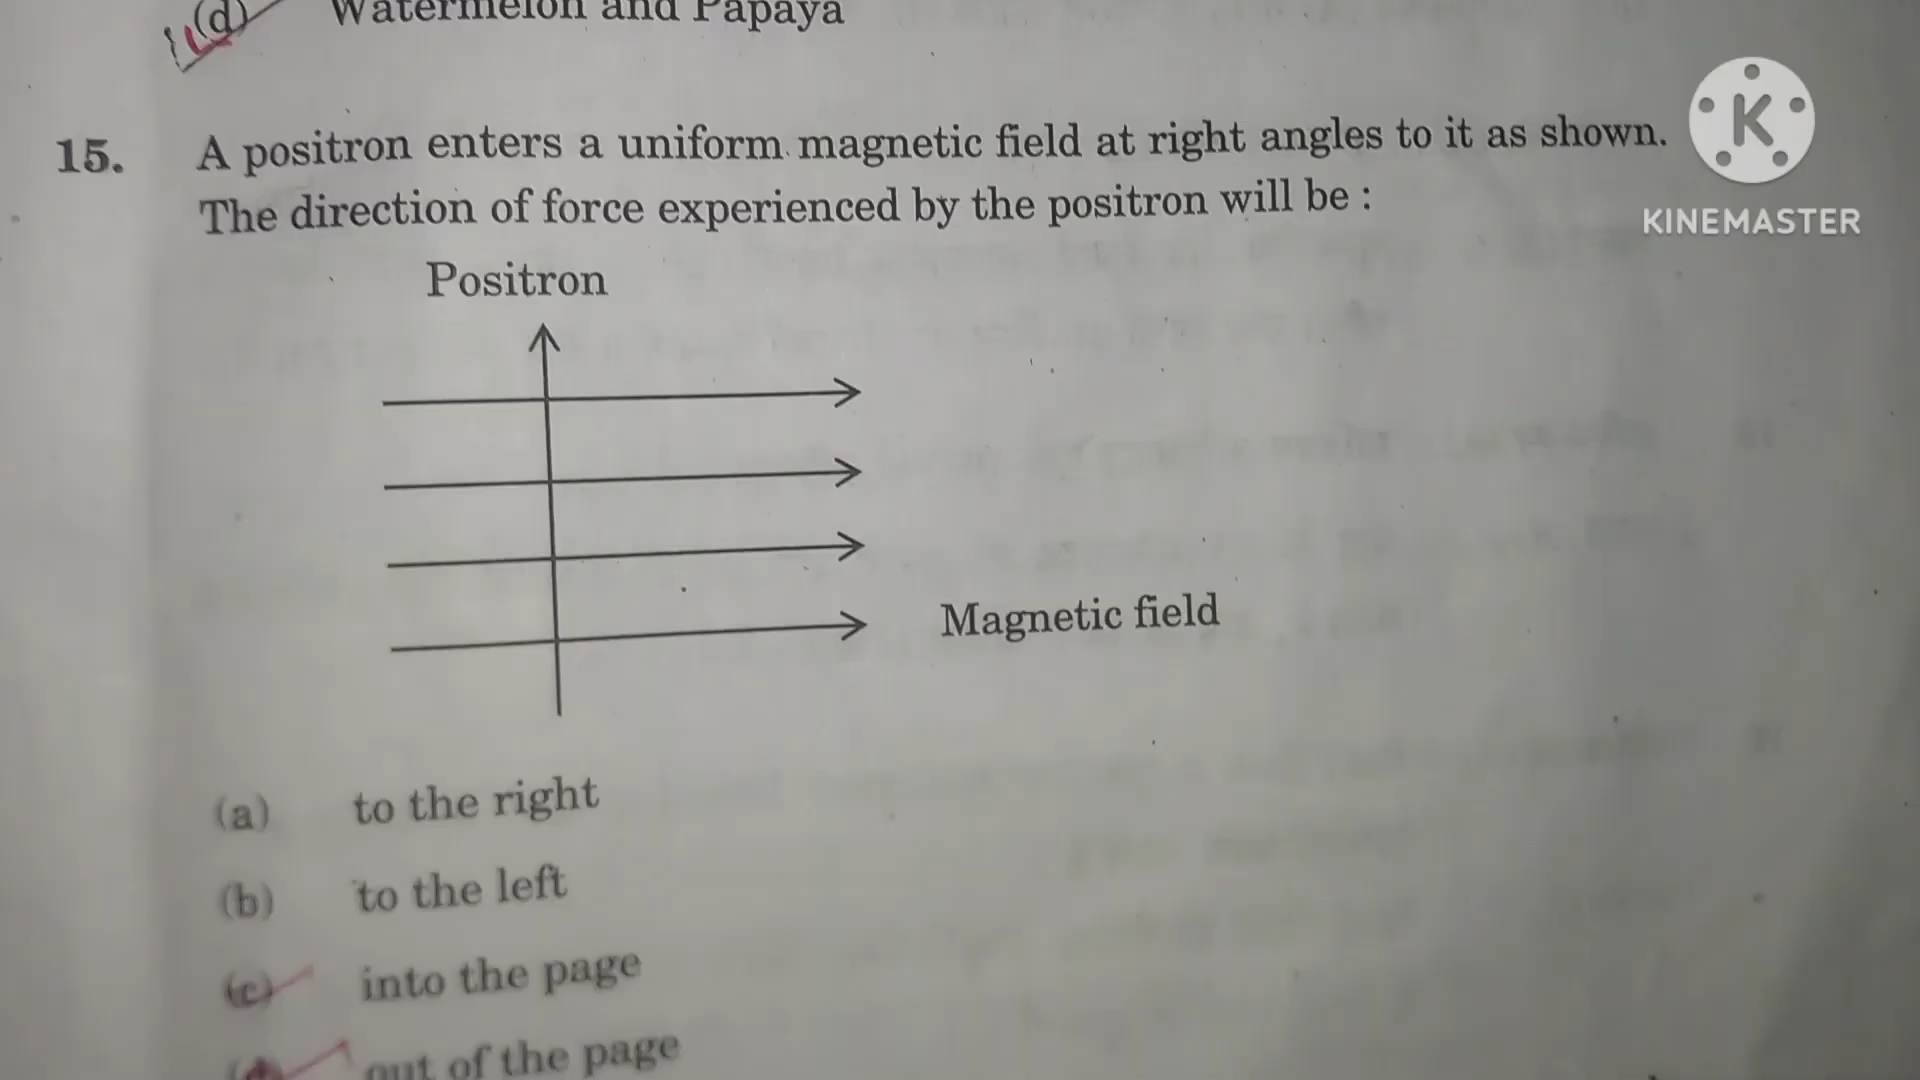 (d) Watermelon and Papaya
15. A positron enters a uniform magnetic field at right angles to it as shown.
The direction of force experienced by the positron will be :
K
KINEMASTER
Positron
Magnetic field
(a) to the right
(b) to the left
(c) into the page
out of the page